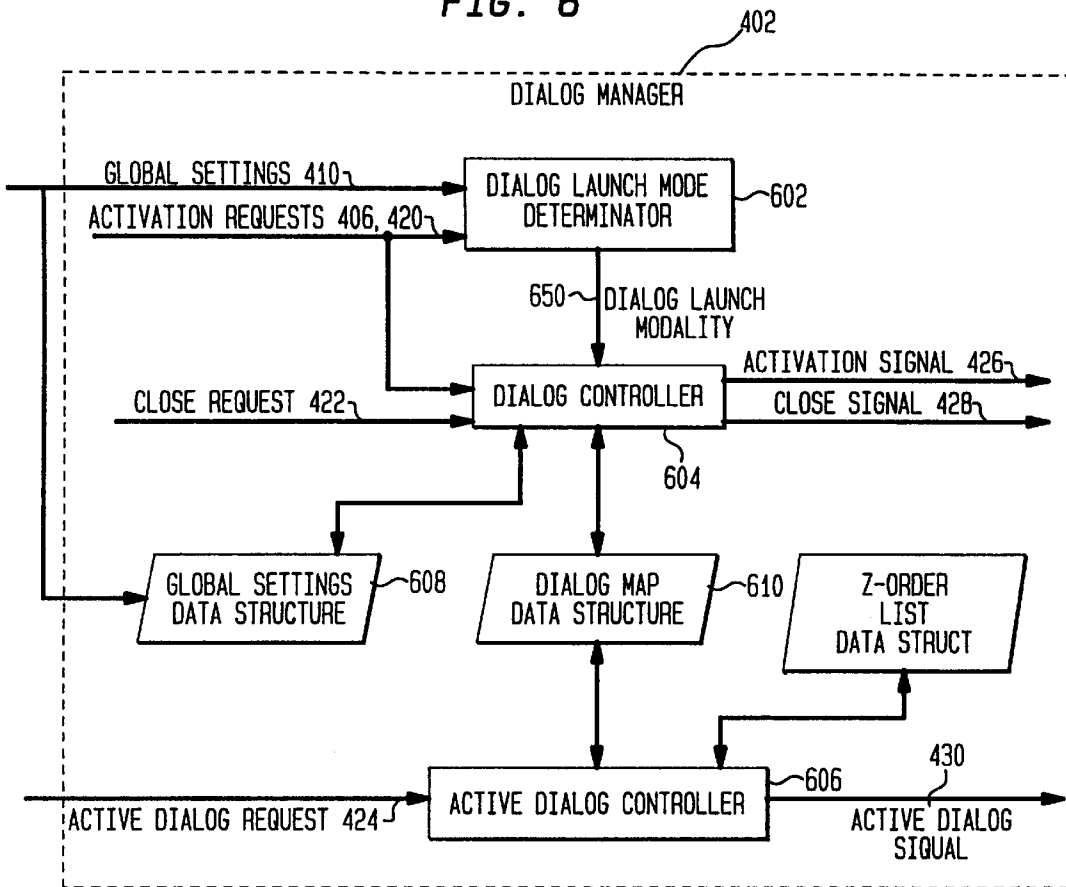 FIG. 6
402
DIALOG MANAGER
GLOBAL SETTINGS 410
ACTIVATION REQUESTS 406, 420
DIALOG LAUNCH MODE
DETERMINATOR
602
650
DIALOG LAUNCH
MODALITY
CLOSE REQUEST 422
DIALOG CONTROLLER
604
ACTIVATION SIGNAL 426
CLOSE SIGNAL 428
GLOBAL SETTINGS
DATA STRUCTURE
608
DIALOG MAP
DATA STRUCTURE
610
Z-ORDER
LIST
DATA STRUCT
ACTIVE DIALOG REQUEST 424
ACTIVE DIALOG CONTROLLER
606
430
ACTIVE DIALOG
SIQUAL